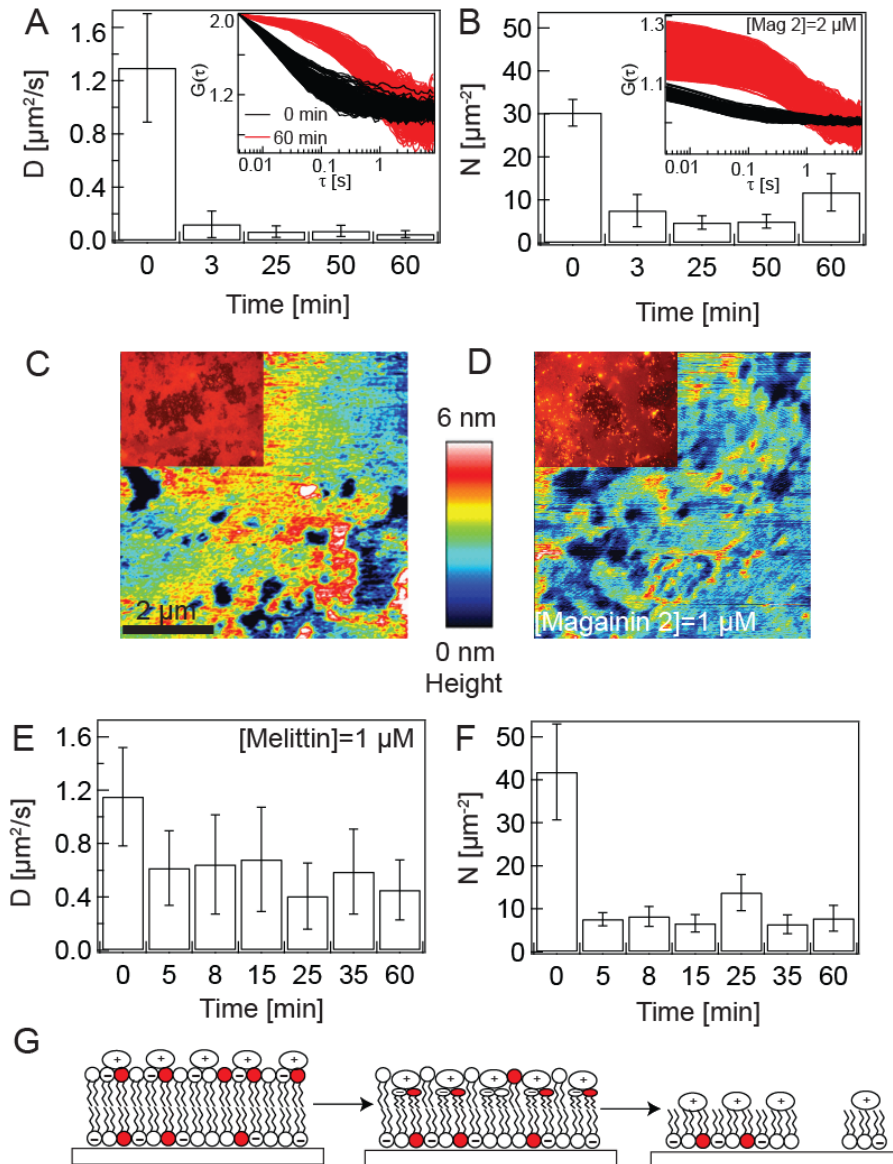 A
D [µm²/s]
1.6
1.2
0.8
0.4
0.0
0 3 25 50 60
Time [min]
G(τ)
2.0
1.2
0 min
60 min
0.01 0.1 1
τ [s]
B
N [µm⁻²]
50
40
30
20
10
0
0 3 25 50 60
Time [min]
[Mag 2]=2 µM
G(τ)
1.3
1.1
0.01 0.1 1
τ [s]
C
2 µm
6 nm
0 nm
Height
D
[Magainin 2]=1 µM
E
[Melittin]=1 µM
D [µm²/s]
1.6
1.2
0.8
0.4
0.0
0 5 8 15 25 35 60
Time [min]
F
N [µm⁻²]
50
40
30
20
10
0
0 5 8 15 25 35 60
Time [min]
G
+ + + + +
- - - - -
- - - -
+ + + + +
- - - -
+ + +
+
- - -
- -